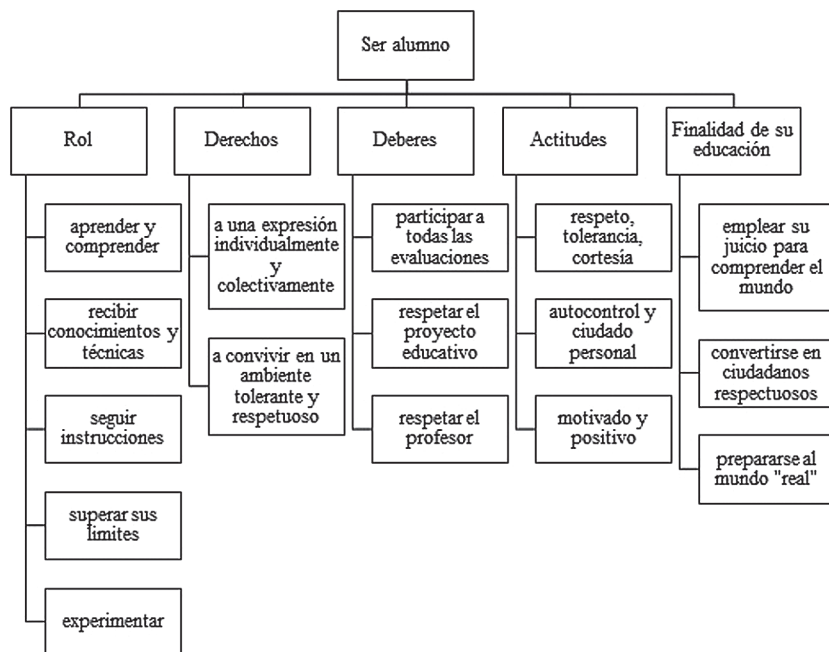 Ser alumno
Rol
aprender y
comprender
recibir
conocimientos y
técnicas
seguir
instrucciones
superar sus
limites
experimentar
Derechos
a una expresión
individualmente
y
colectivamente
a convivir en un
ambiente
tolerante y
respetuoso
Deberes
participar a
todas las
evaluaciones
respetar el
proyecto
educativo
respetar el
profesor
Actitudes
respeto,
tolerancia,
cortesía
autocontrol y
ciudado
personal
motivado y
positivo
Finalidad de su
educación
emplear su
juicio para
comprender el
mundo
convertirse en
ciudadanos
respectuosos
prepararse al
mundo "real"